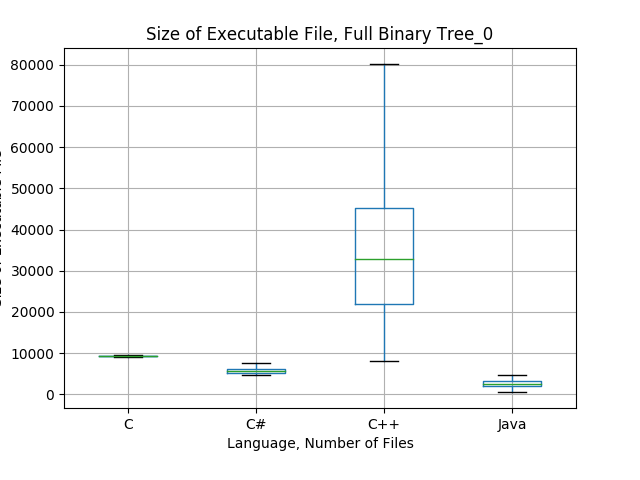 Size of Executable File, Full Binary Tree_0
80000
70000
60000
50000
40000
30000
20000
10000
0
C
C#
C++
Java
Language, Number of Files